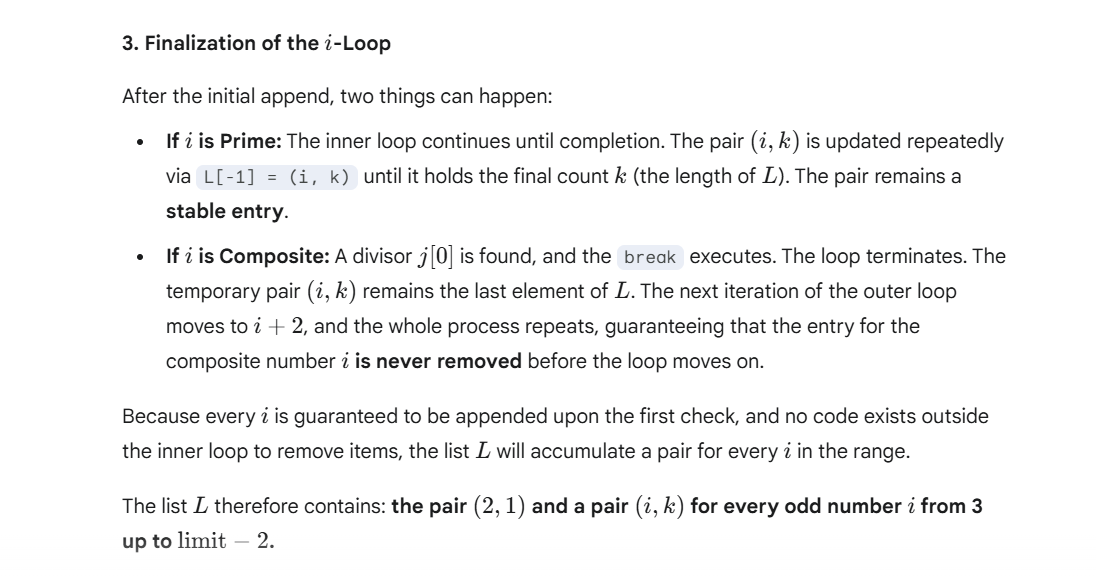 3. Finalization of the i-Loop
After the initial append, two things can happen:
• If i is Prime: The inner loop continues until completion. The pair (i, k) is updated repeatedly
via L[-1] = (i, k) until it holds the final count k (the length of L). The pair remains a
stable entry.
• If i is Composite: A divisor j[0] is found, and the break executes. The loop terminates. The
temporary pair (i, k) remains the last element of L. The next iteration of the outer loop
moves to i + 2, and the whole process repeats, guaranteeing that the entry for the
composite number i is never removed before the loop moves on.
Because every i is guaranteed to be appended upon the first check, and no code exists outside
the inner loop to remove items, the list L will accumulate a pair for every i in the range.
The list L therefore contains: the pair (2, 1) and a pair (i, k) for every odd number i from 3
up to limit − 2.